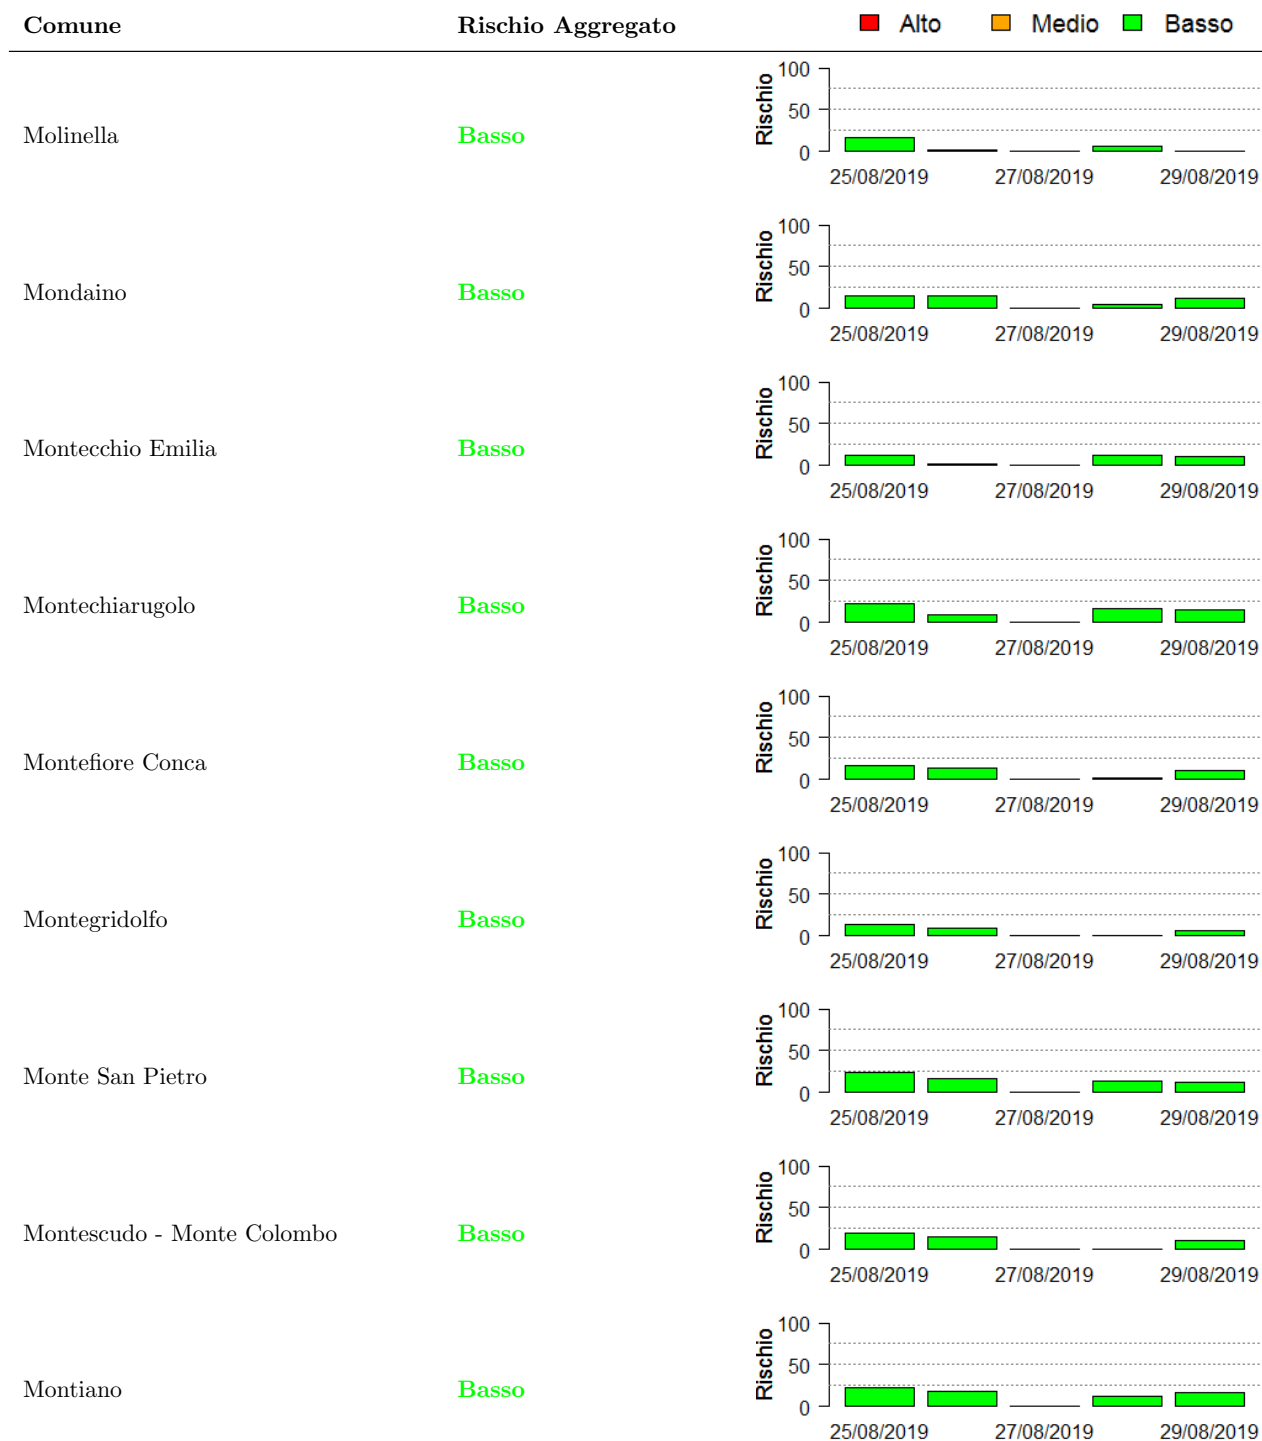 Comune Rischio Aggregato Alto Medio Basso
100
50
0
Rischio
Molinella Basso
25/08/2019 27/08/2019 29/08/2019
100
50
0
Rischio
Mondaino Basso
25/08/2019 27/08/2019 29/08/2019
100
50
0
Rischio
Montecchio Emilia Basso
25/08/2019 27/08/2019 29/08/2019
100
50
0
Rischio
Montechiarugolo Basso
25/08/2019 27/08/2019 29/08/2019
100
50
0
Rischio
Montefiore Conca Basso
25/08/2019 27/08/2019 29/08/2019
100
50
0
Rischio
Montegridolfo Basso
25/08/2019 27/08/2019 29/08/2019
100
50
0
Rischio
Monte San Pietro Basso
25/08/2019 27/08/2019 29/08/2019
100
50
0
Rischio
Montescudo - Monte Colombo Basso
25/08/2019 27/08/2019 29/08/2019
100
50
0
Rischio
Montiano Basso
25/08/2019 27/08/2019 29/08/2019